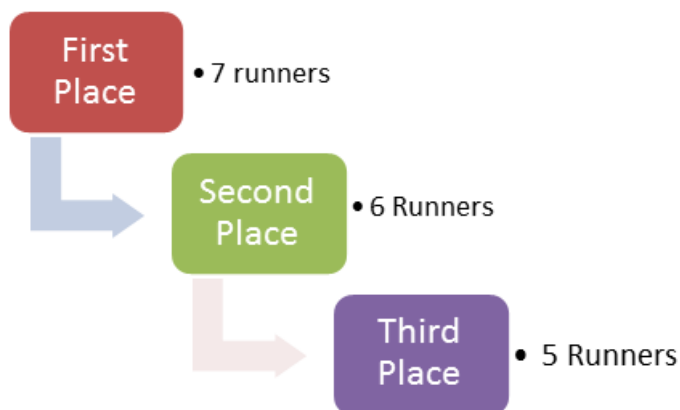 First
Place
• 7 runners
Second
Place
• 6 Runners
Third
Place
• 5 Runners